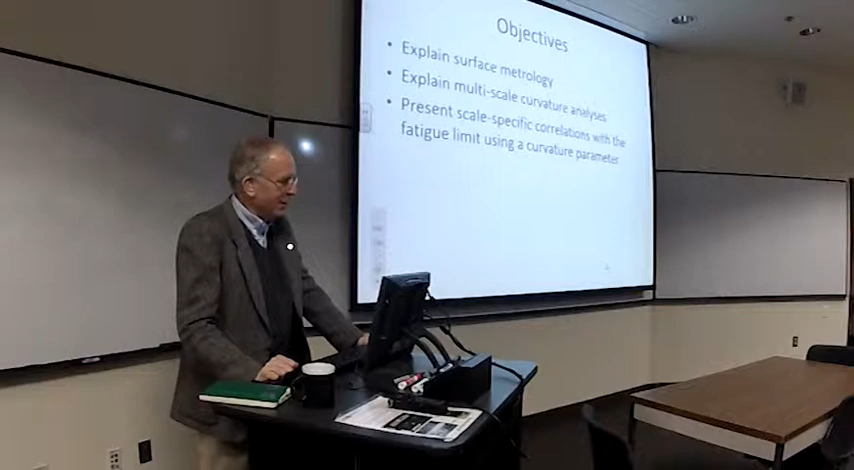 Objectives
• Explain surface metrology
• Explain multi-scale curvature analyses
• Present scale-specific correlations with the
fatigue limit using a curvature parameter